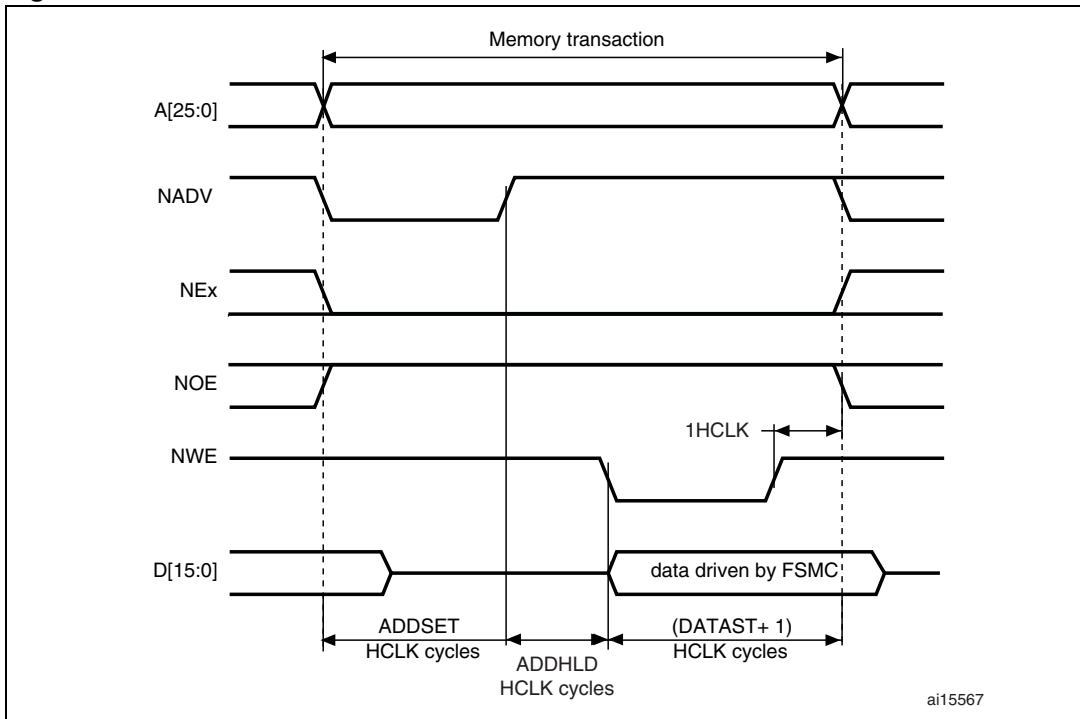 Memory transaction
A[25:0]
NADV
NEx
NOE
1HCLK
NWE
D[15:0]
data driven by FSMC
ADDSET
HCLK cycles
ADDHLD
HCLK cycles
(DATAST+ 1)
HCLK cycles
ai15567